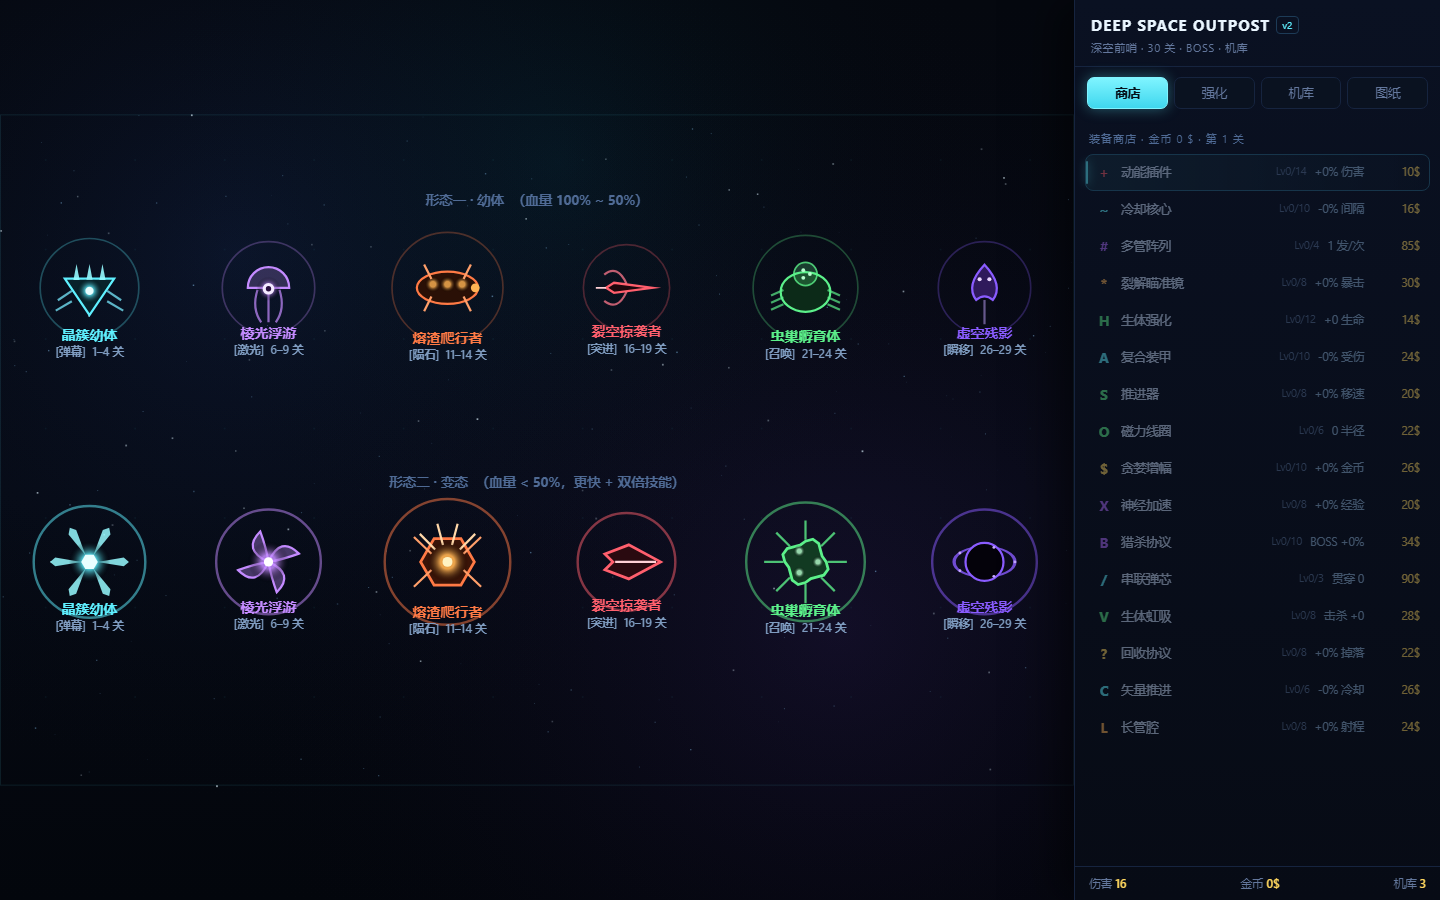 形态一 · 幼体 （血量 100% ~ 50%）
晶簇幼体
[弹幕] 1–4 关
棱光浮游
[激光] 6–9 关
熔渣爬行者
[陨石] 11–14 关
裂空掠袭者
[突进] 16–19 关
虫巢孵育体
[召唤] 21–24 关
虚空残影
[瞬移] 26–29 关
形态二 · 变态 （血量 < 50%，更快 + 双倍技能）
晶簇幼体
[弹幕] 1–4 关
棱光浮游
[激光] 6–9 关
熔渣爬行者
[陨石] 11–14 关
裂空掠袭者
[突进] 16–19 关
虫巢孵育体
[召唤] 21–24 关
虚空残影
[瞬移] 26–29 关
DEEP SPACE OUTPOST v2
深空前哨 · 30 关 · BOSS · 机库
商店 强化 机库 图纸
装备商店 · 金币 0 $ · 第 1 关
+ 动能插件 Lv0/14 +0% 伤害 10$
~ 冷却核心 Lv0/10 -0% 间隔 16$
# 多管阵列 Lv0/4 1 发/次 85$
* 裂解瞄准镜 Lv0/8 +0% 暴击 30$
H 生体强化 Lv0/12 +0 生命 14$
A 复合装甲 Lv0/10 -0% 受伤 24$
S 推进器 Lv0/8 +0% 移速 20$
O 磁力线圈 Lv0/6 0 半径 22$
$ 贪婪增幅 Lv0/10 +0% 金币 26$
X 神经加速 Lv0/8 +0% 经验 20$
B 猎杀协议 Lv0/10 BOSS +0% 34$
/ 串联弹芯 Lv0/3 贯穿 0 90$
V 生体虹吸 Lv0/8 击杀 +0 28$
? 回收协议 Lv0/8 +0% 掉落 22$
C 矢量推进 Lv0/6 -0% 冷却 26$
L 长管腔 Lv0/8 +0% 射程 24$
伤害 16 金币 0$ 机库 3